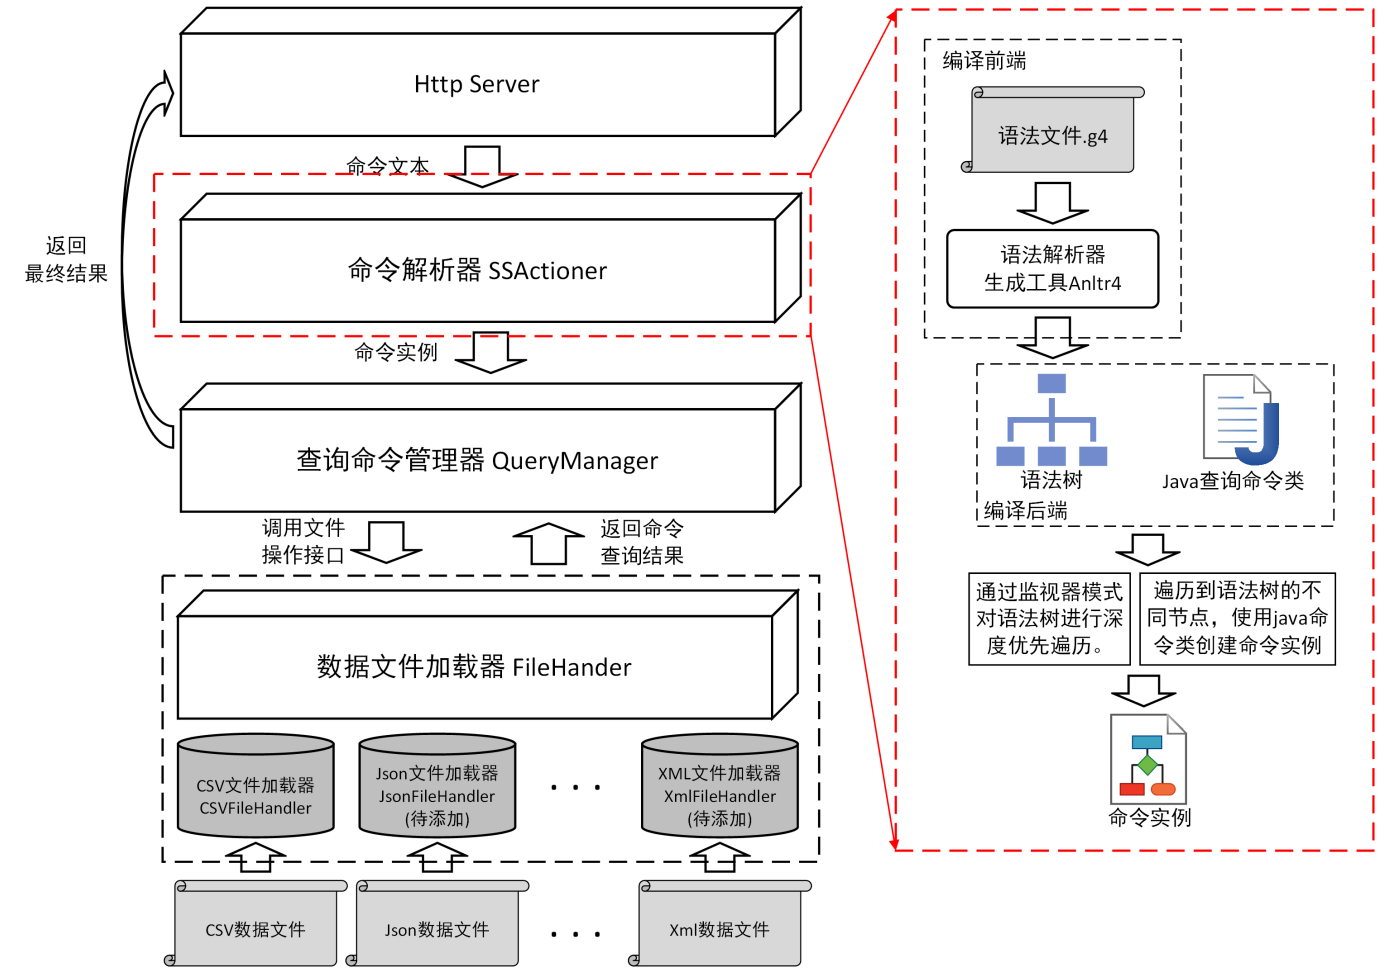 Http Server
命令文本
命令解析器 SSActioner
返回
最终结果
命令实例
查询命令管理器 QueryManager
调用文件
操作接口
返回命令
查询结果
数据文件加载器 FileHander
CSV文件加载器
CSVFileHandler
Json文件加载器
JsonFileHandler
(待添加)
. . .
XML文件加载器
XmlFileHandler
(待添加)
CSV数据文件
Json数据文件
. . .
Xml数据文件
编译前端
语法文件.g4
语法解析器
生成工具Anltr4
语法树
Java查询命令类
编译后端
通过监视器模式
对语法树进行深
度优先遍历。
遍历到语法树的不
同节点，使用java命
令类创建命令实例
命令实例